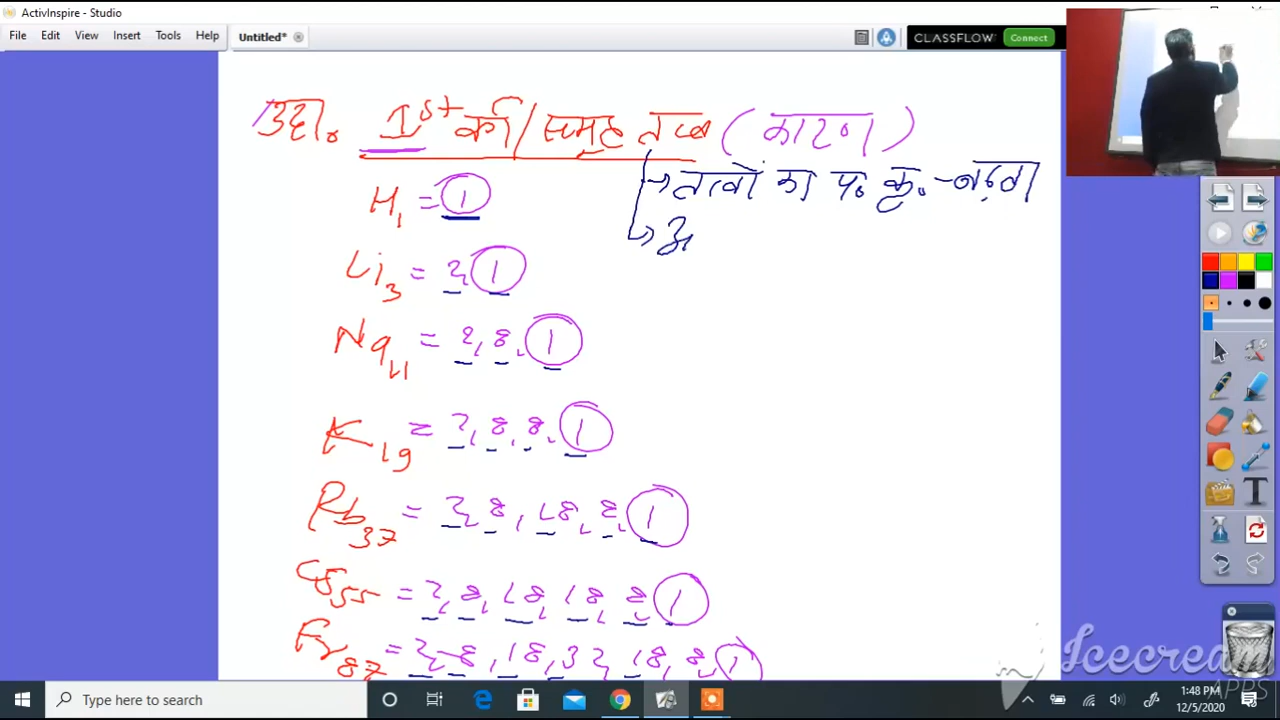 ActivInspire - Studio
File Edit View Insert Tools Help Untitled* CLASSFLOW Connect
उदा० 1st वर्ग/समूह तत्व (कारण)
→ तत्वों का प० क्र० - बढ़ता
→ अ
H1 = 1
Li3 = 2, 1
Na11 = 2, 8, 1
K19 = 2, 8, 8, 1
Rb37 = 2, 8, 18, 8, 1
Cs55 = 2, 8, 18, 18, 8, 1
Fr87 = 2, 8, 18, 32, 18, 8, 1
Icecream
APPS
Type here to search
1:48 PM
12/5/2020